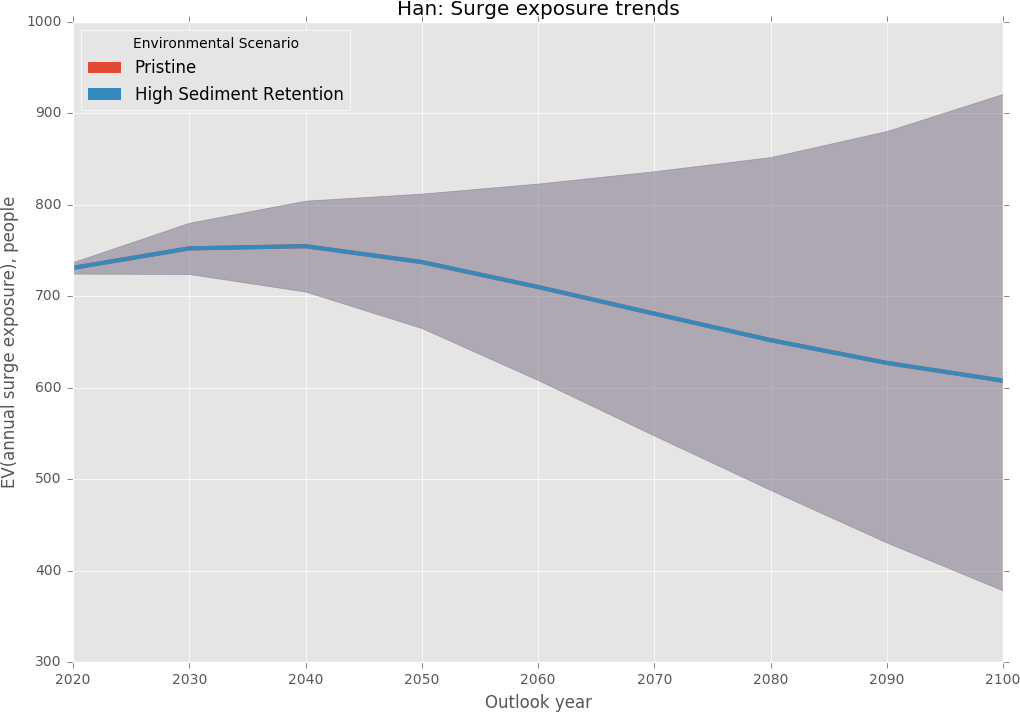 Han: Surge exposure trends
Environmental Scenario
Pristine
High Sediment Retention
EV(annual surge exposure), people
1000
900
800
700
600
500
400
300
2020 2030 2040 2050 2060 2070 2080 2090 2100
Outlook year